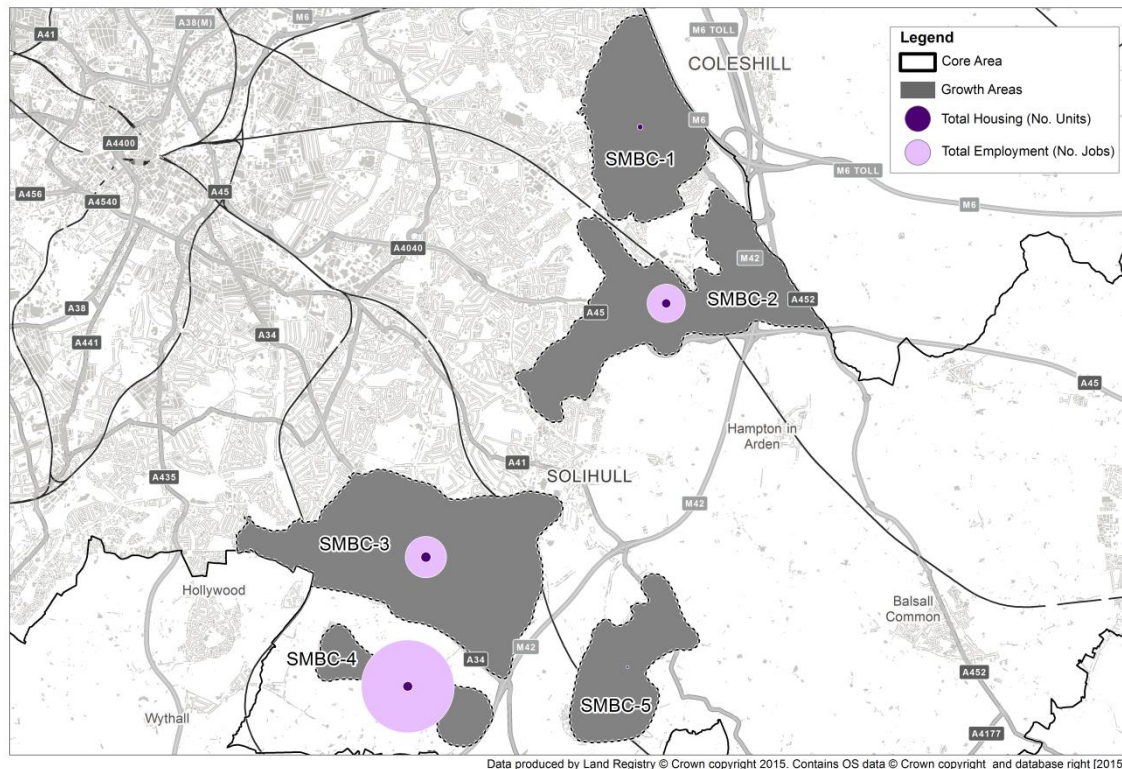 A38(M)
M6
A41
M6 TOLL
COLESHILL
Legend
Core Area
Growth Areas
Total Housing (No. Units)
Total Employment (No. Jobs)
M6
A4400
SMBC-1
M6 TOLL
A456
A45
A4540
M6
A4040
M42
SMBC-2
A452
A45
A38
A34
A441
A45
Hampton in
Arden
A41
SOLIHULL
A435
M42
SMBC-3
Hollywood
Balsall
Common
SMBC-4
A34
M42
A452
SMBC-5
Wythall
A4177
Data produced by Land Registry © Crown copyright 2015. Contains OS data © Crown copyright and database right [2015